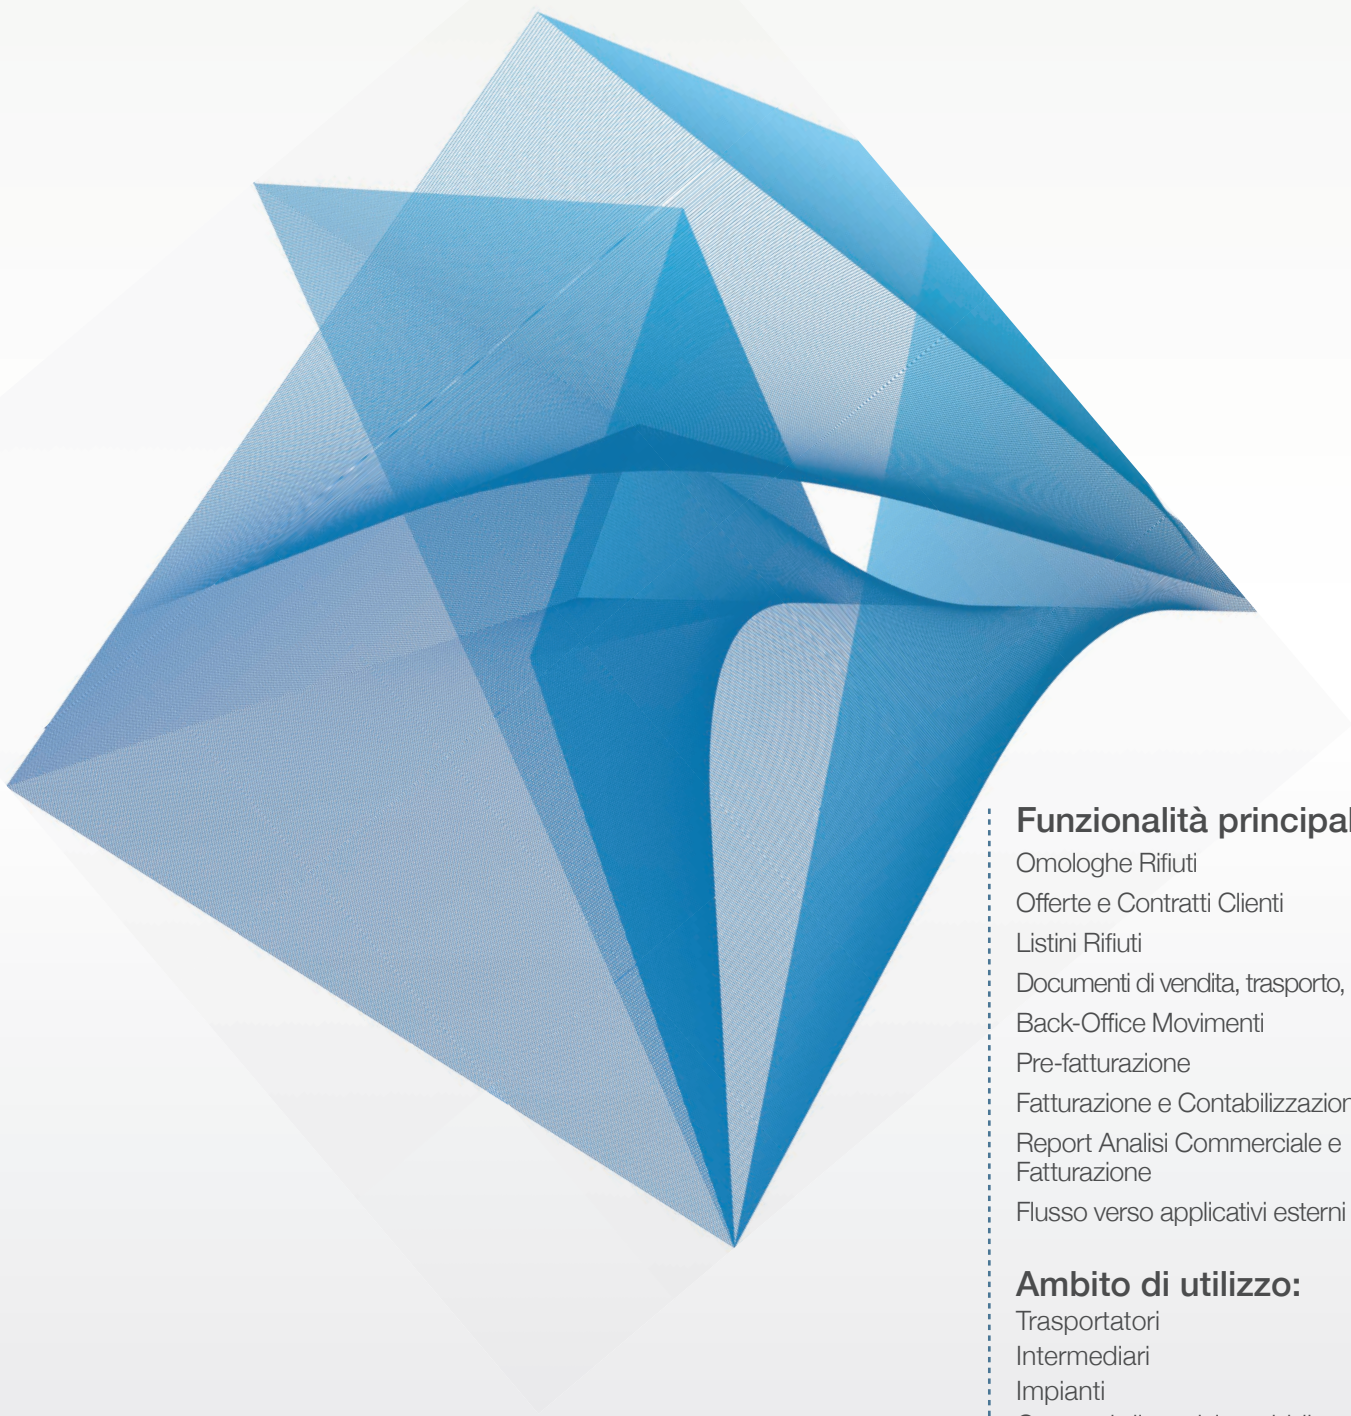 Funzionalità principal
Omologhe Rifiuti
Offerte e Contratti Clienti
Listini Rifiuti
Documenti di vendita, trasporto,
Back-Office Movimenti
Pre-fatturazione
Fatturazione e Contabilizzazion
Report Analisi Commerciale e
Fatturazione
Flusso verso applicativi esterni
Ambito di utilizzo:
Trasportatori
Intermediari
Impianti